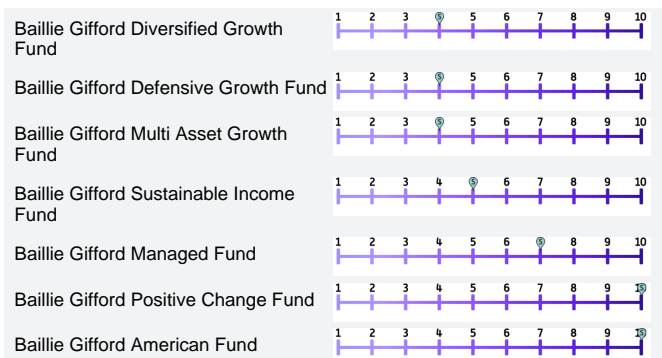 Baillie Gifford Diversified Growth
Fund
1 2 3 S 5 6 7 8 9 10
Baillie Gifford Defensive Growth Fund
1 2 3 S 5 6 7 8 9 10
Baillie Gifford Multi Asset Growth
Fund
1 2 3 S 5 6 7 8 9 10
Baillie Gifford Sustainable Income
Fund
1 2 3 4 S 6 7 8 9 10
Baillie Gifford Managed Fund
1 2 3 4 5 6 S 8 9 10
Baillie Gifford Positive Change Fund
1 2 3 4 5 6 7 8 9 1 S
Baillie Gifford American Fund
1 2 3 4 5 6 7 8 9 1 S